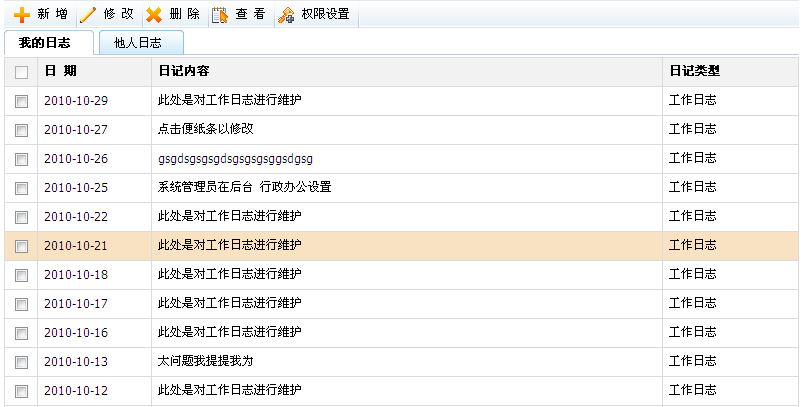 新 增 修 改 删 除 查 看 权限设置
我的日志 他人日志
日 期 日记内容 日记类型
2010-10-29 此处是对工作日志进行维护 工作日志
2010-10-27 点击便纸条以修改 工作日志
2010-10-26 gsgdsgsgsgdsgsgsgsggsdgsg 工作日志
2010-10-25 系统管理员在后台 行政办公设置 工作日志
2010-10-22 此处是对工作日志进行维护 工作日志
2010-10-21 此处是对工作日志进行维护 工作日志
2010-10-18 此处是对工作日志进行维护 工作日志
2010-10-17 此处是对工作日志进行维护 工作日志
2010-10-16 此处是对工作日志进行维护 工作日志
2010-10-13 太问题我提提我为 工作日志
2010-10-12 此处是对工作日志进行维护 工作日志